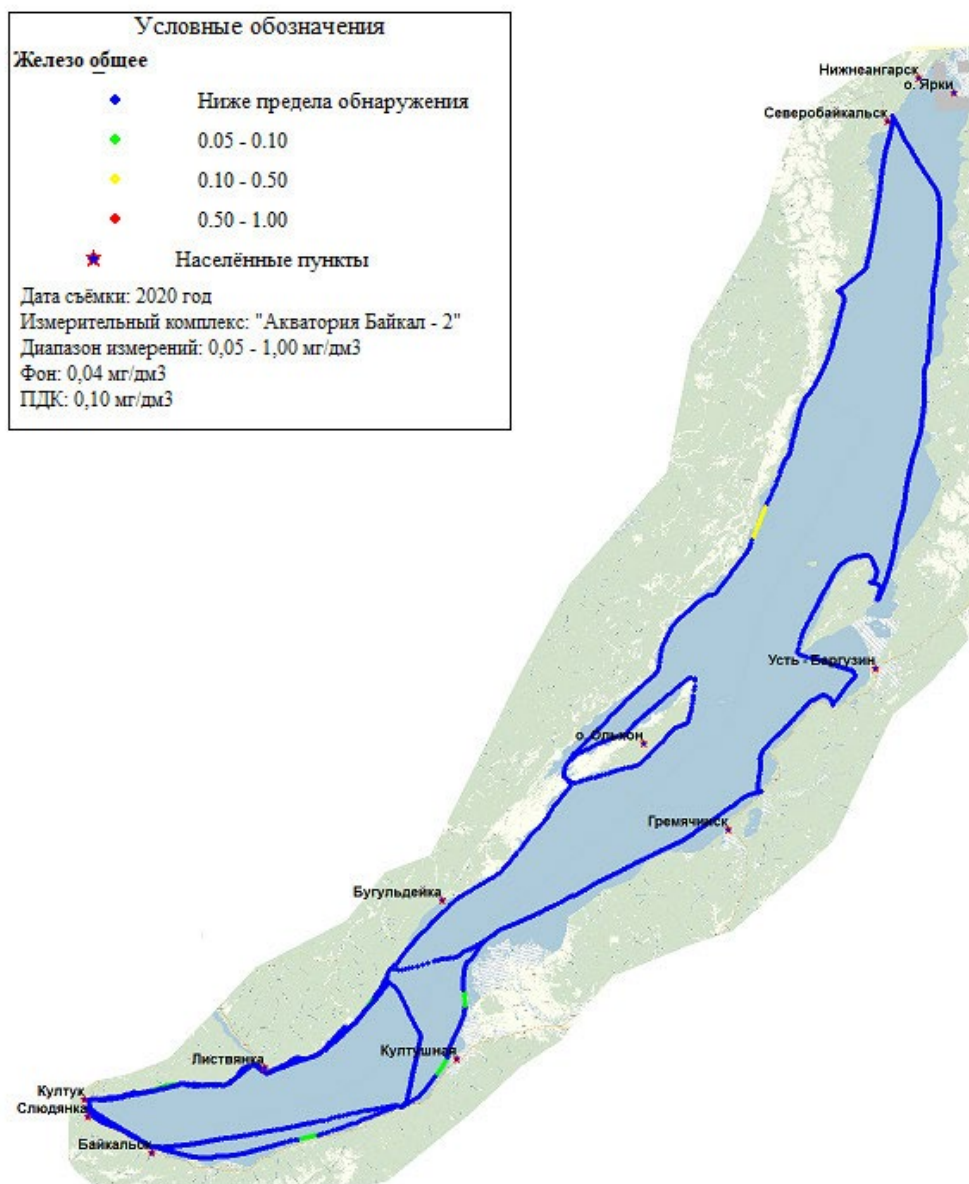 Условные обозначения
Железо общее
Ниже предела обнаружения
0.05 - 0.10
0.10 - 0.50
0.50 - 1.00
Населённые пункты
Дата съёмки: 2020 год
Измерительный комплекс: "Акватория Байкал - 2"
Диапазон измерений: 0,05 - 1,00 мг/дм3
Фон: 0,04 мг/дм3
ПДК: 0,10 мг/дм3
Нижнеангарск
о. Ярки
Северобайкальск
Усть - Баргузин
о. Ольхон
Гремячинск
Бугульдейка
Листвянка
Култушная
Култук
Слюдянка
Байкальск